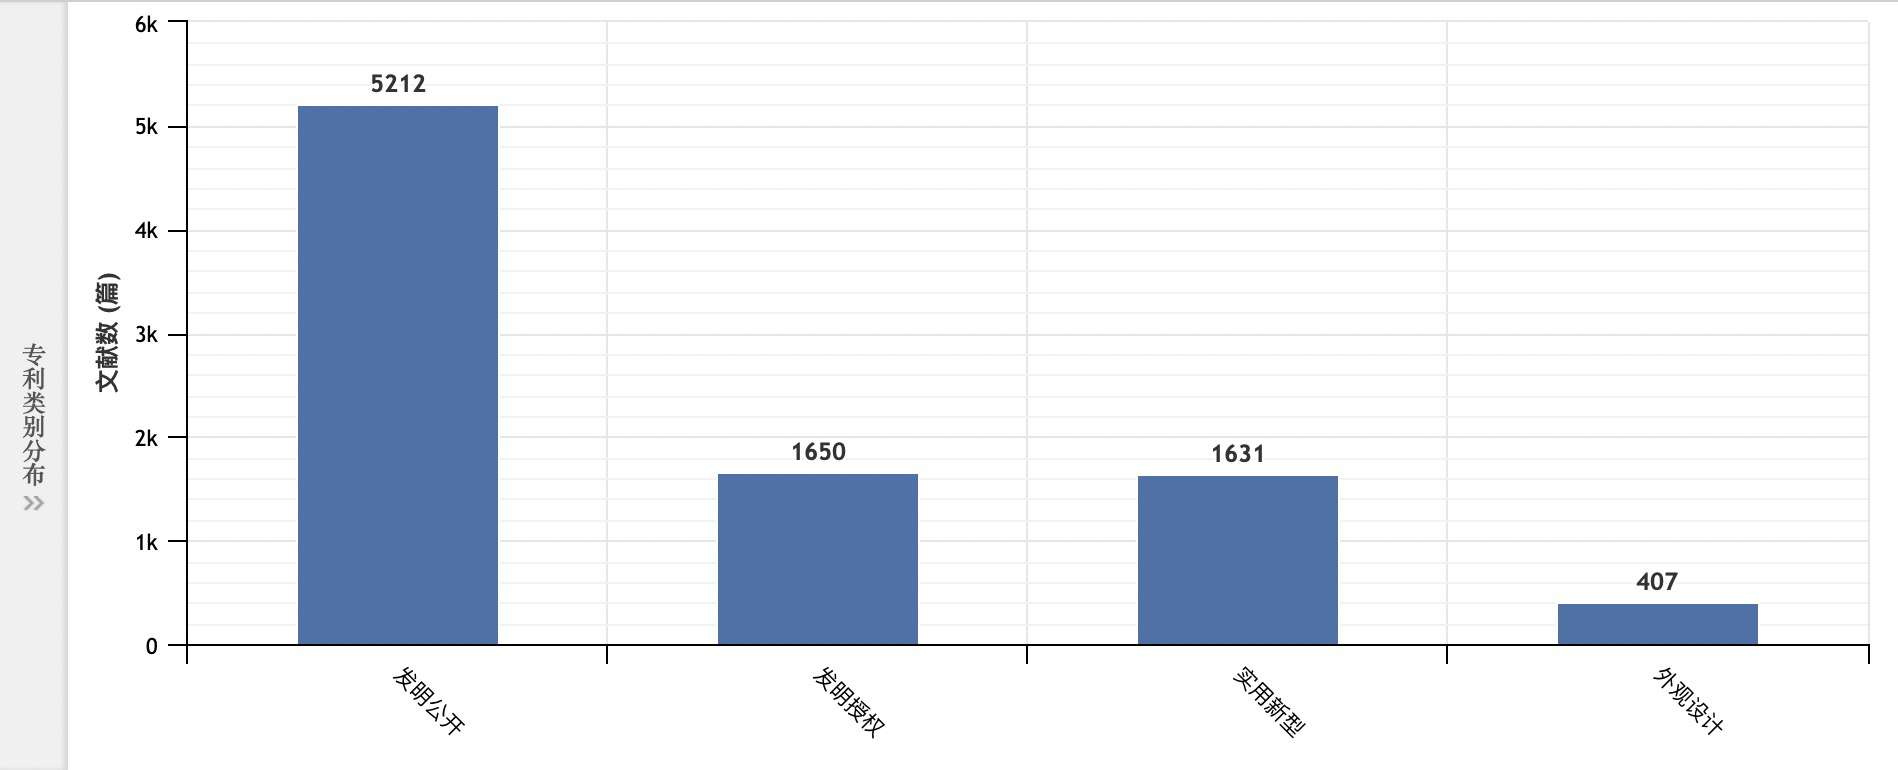 专利类别分布
»
文献数 (篇)
6k
5k
4k
3k
2k
1k
0
5212
1650
1631
407
发明公开
发明授权
实用新型
外观设计